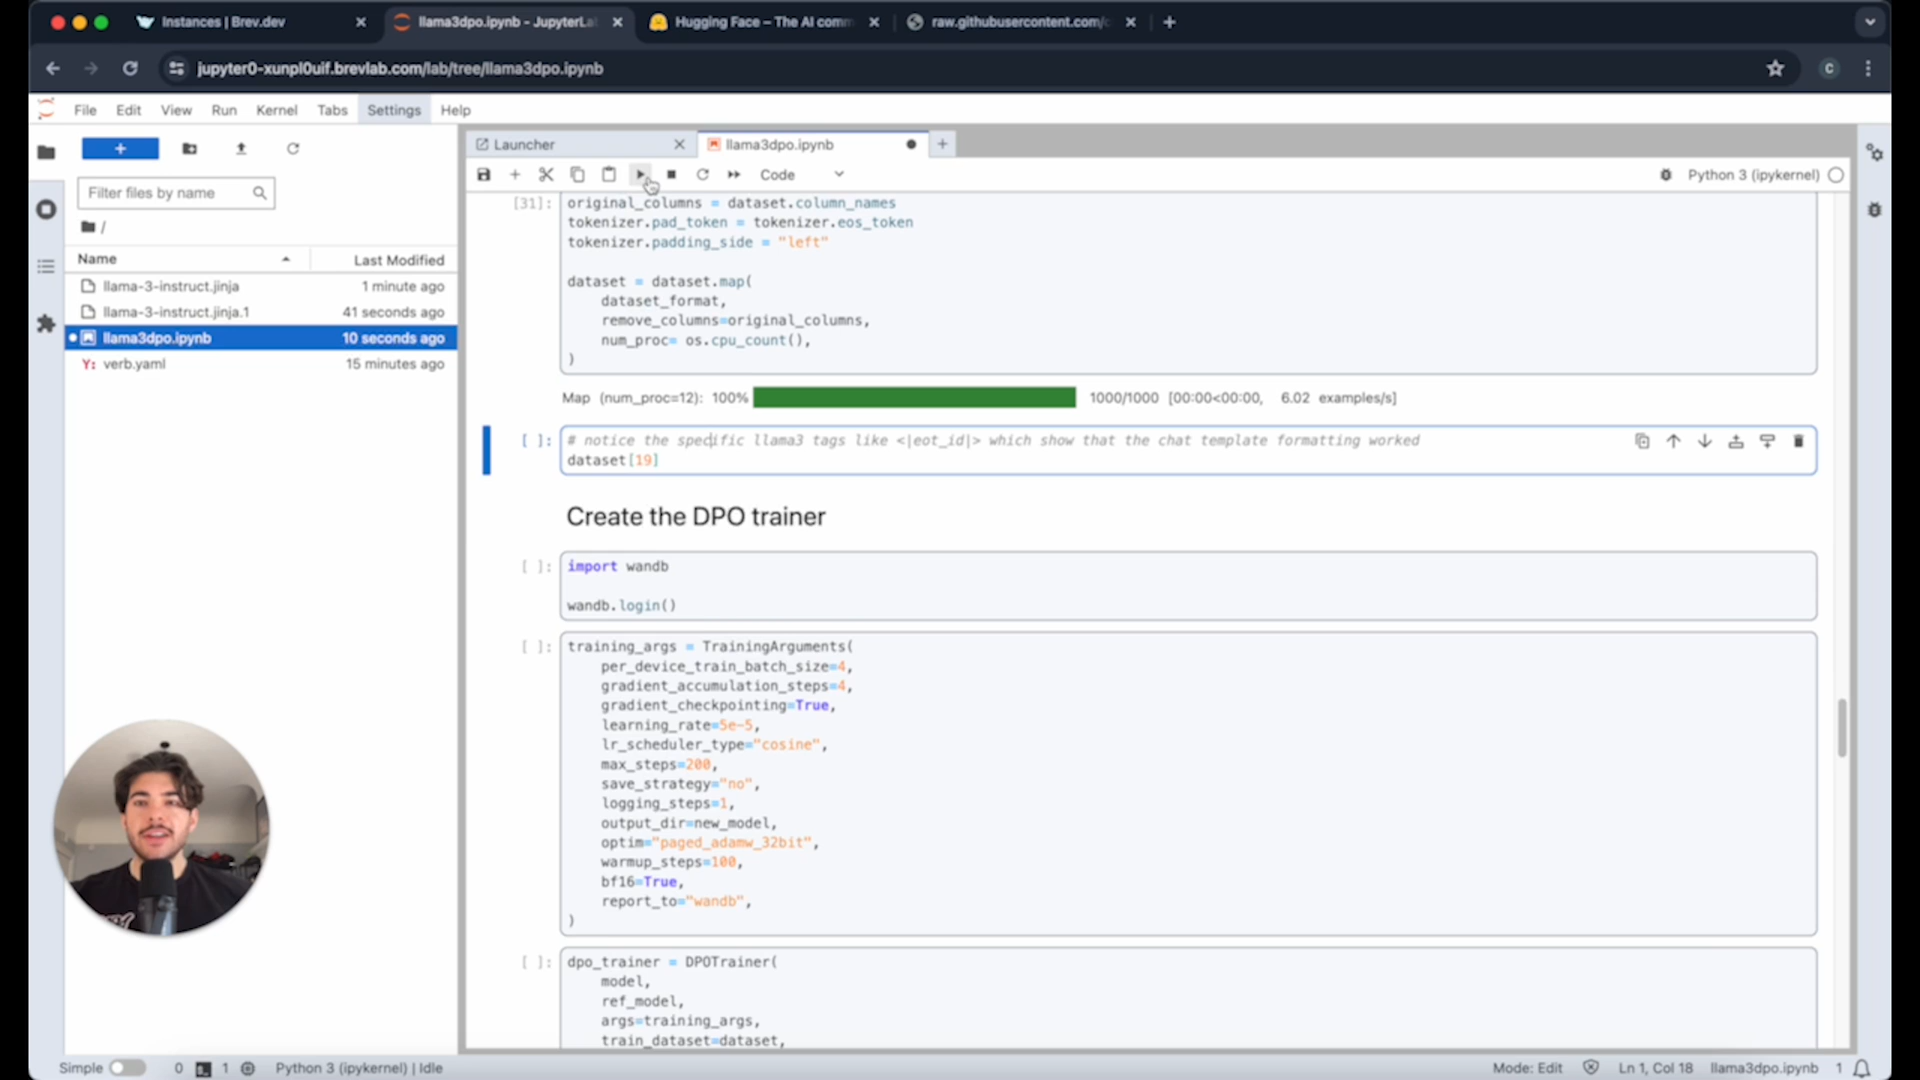 Instances | Brev.dev
llama3dpo.ipynb - JupyterLa
Hugging Face – The AI comm
raw.githubusercontent.com/
jupyter0-xunpl0uif.brevlab.com/lab/tree/llama3dpo.ipynb
C
File Edit View Run Kernel Tabs Settings Help
Launcher
llama3dpo.ipynb
Code
Python 3 (ipykernel)
Filter files by name
/
Name Last Modified
llama-3-instruct.jinja 1 minute ago
llama-3-instruct.jinja.1 41 seconds ago
llama3dpo.ipynb 10 seconds ago
Y: verb.yaml 15 minutes ago
[31]: original_columns = dataset.column_names
tokenizer.pad_token = tokenizer.eos_token
tokenizer.padding_side = "left"
dataset = dataset.map(
dataset_format,
remove_columns=original_columns,
num_proc= os.cpu_count(),
)
Map (num_proc=12): 100% 1000/1000 [00:00<00:00, 6.02 examples/s]
[ ]: # notice the specific llama3 tags like <|eot_id|> which show that the chat template formatting worked
dataset[19]
Create the DPO trainer
[ ]: import wandb
wandb.login()
[ ]: training_args = TrainingArguments(
per_device_train_batch_size=4,
gradient_accumulation_steps=4,
gradient_checkpointing=True,
learning_rate=5e-5,
lr_scheduler_type="cosine",
max_steps=200,
save_strategy="no",
logging_steps=1,
output_dir=new_model,
optim="paged_adamw_32bit",
warmup_steps=100,
bf16=True,
report_to="wandb",
)
[ ]: dpo_trainer = DPOTrainer(
model,
ref_model,
args=training_args,
train_dataset=dataset,
Simple 0 1 Python 3 (ipykernel) | Idle
Mode: Edit Ln 1, Col 18 llama3dpo.ipynb 1